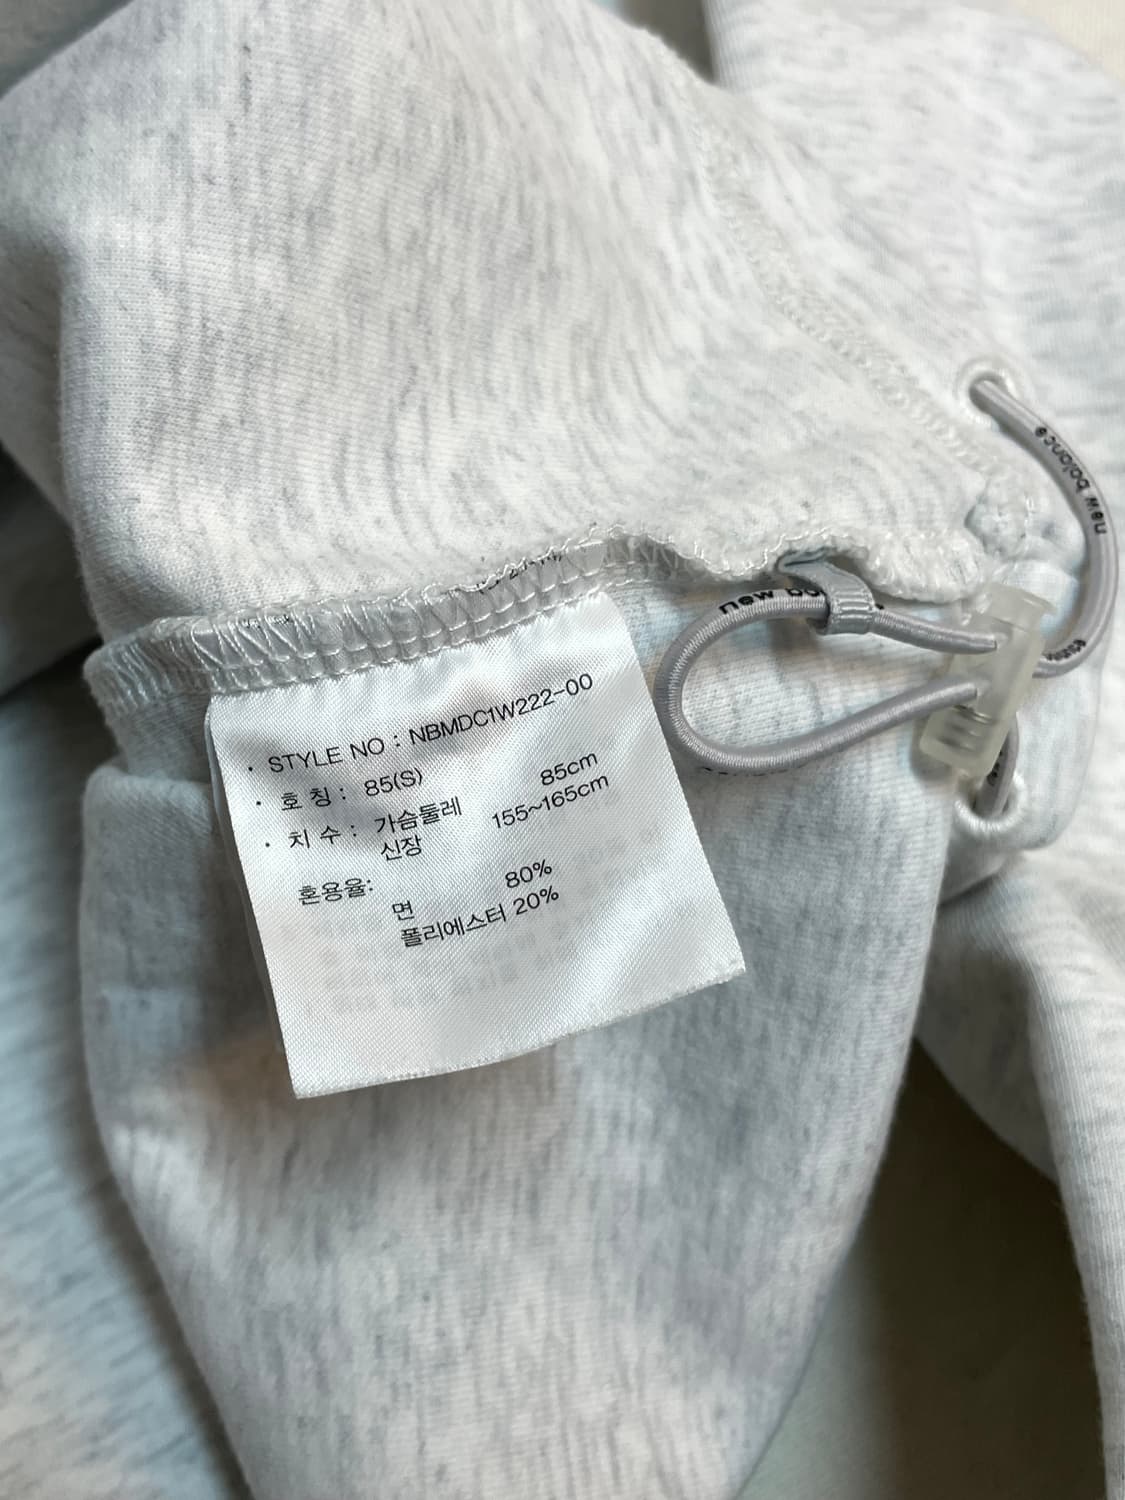 new balance
new
· STYLE NO : NBMDC1W222-00
· 호 칭 : 85(S)
· 치 수 : 가슴둘레 85cm
신장 155~165cm
혼용율:
면 80%
폴리에스터 20%